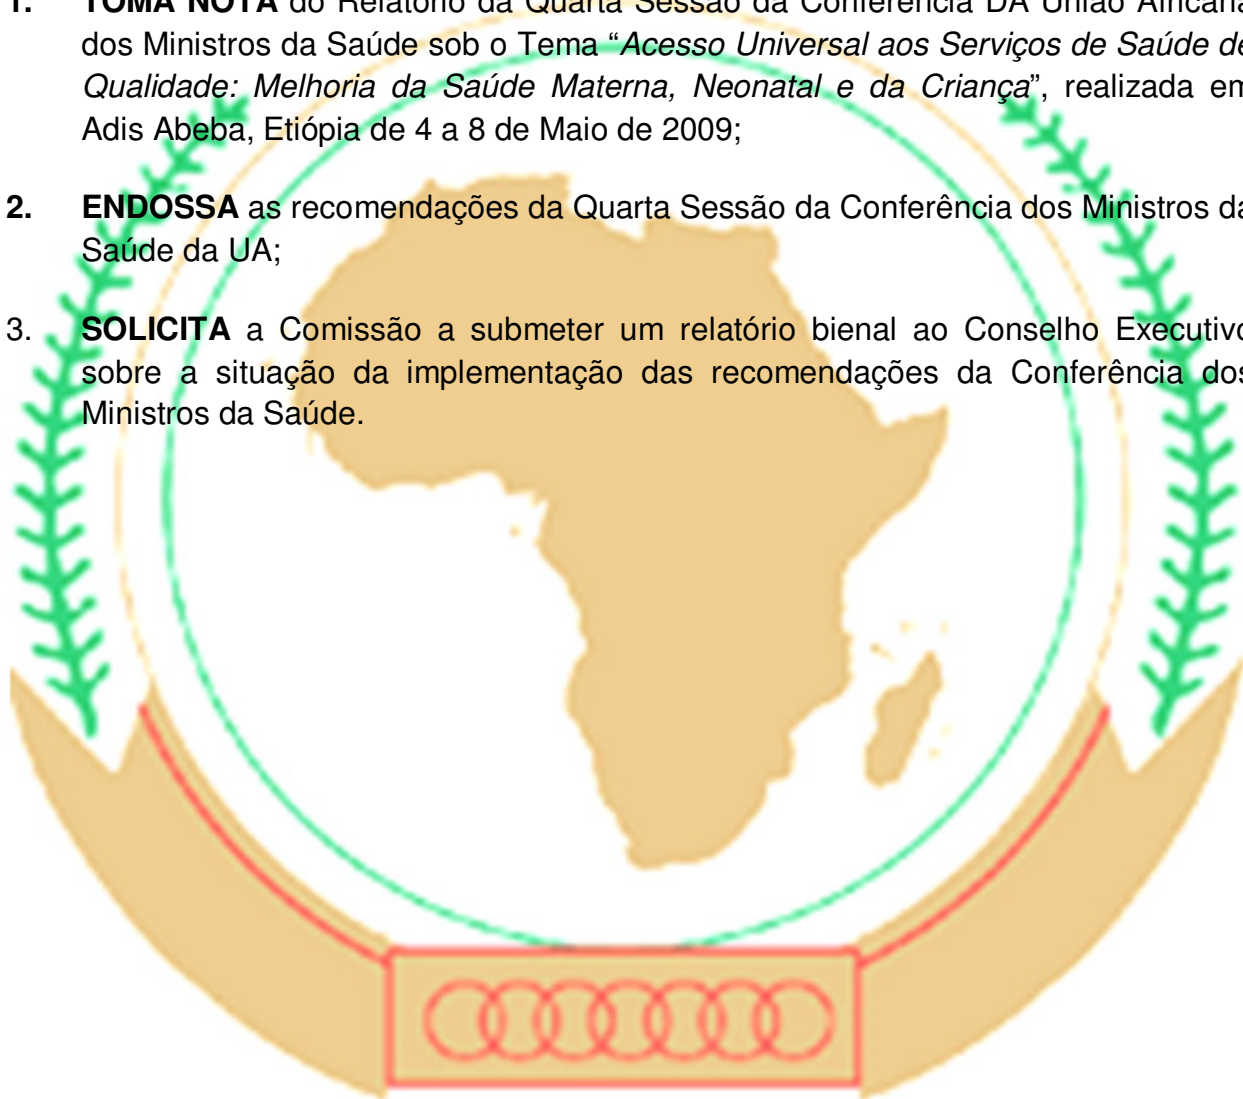 1. TOMA NOTA do Relatório da Quarta Sessão da Conferência DA União Africana
dos Ministros da Saúde sob o Tema “Acesso Universal aos Serviços de Saúde de
Qualidade: Melhoria da Saúde Materna, Neonatal e da Criança”, realizada em
Adis Abeba, Etiópia de 4 a 8 de Maio de 2009;
2. ENDOSSA as recomendações da Quarta Sessão da Conferência dos Ministros da
Saúde da UA;
3. SOLICITA a Comissão a submeter um relatório bienal ao Conselho Executivo
sobre a situação da implementação das recomendações da Conferência dos
Ministros da Saúde.